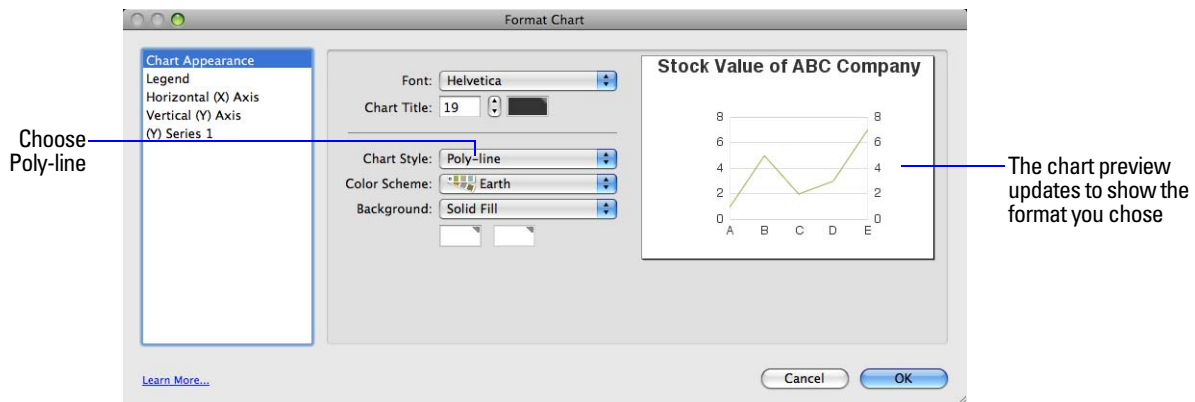 Format Chart
Chart Appearance
Legend
Horizontal (X) Axis
Vertical (Y) Axis
(Y) Series 1
Font: Helvetica
Chart Title: 19
Chart Style: Poly-line
Color Scheme: Earth
Background: Solid Fill
Stock Value of ABC Company
8 8
6 6
4 4
2 2
0 0
A B C D E
Choose
Poly-line
The chart preview
updates to show the
format you chose
Learn More...
Cancel OK